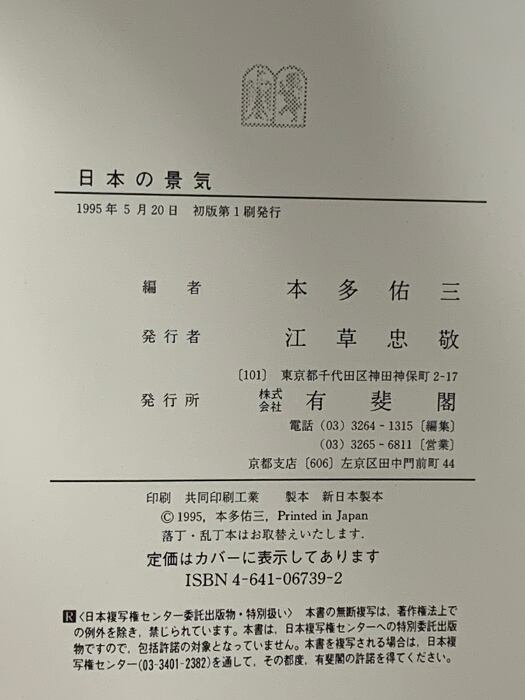 日本の景気
1995年5月20日 初版第1刷発行
編者 本多佑三
発行者 江草忠敬
〔101〕 東京都千代田区神田神保町2-17
発行所 株式会社 有斐閣
電話 (03) 3264-1315〔編集〕
(03) 3265-6811〔営業〕
京都支店〔606〕左京区田中門前町44
印刷 共同印刷工業 製本 新日本製本
© 1995, 本多佑三, Printed in Japan
落丁・乱丁本はお取替えいたします.
定価はカバーに表示してあります
ISBN 4-641-06739-2
R〈日本複写権センター委託出版物・特別扱い〉 本書の無断複写は、著作権法上で
の例外を除き、禁じられています。本書は、日本複写権センターへの特別委託出版
物ですので、包括許諾の対象となっていません。本書を複写される場合は、日本複
写権センター(03-3401-2382)を通して、その都度、有斐閣の許諾を得てください。